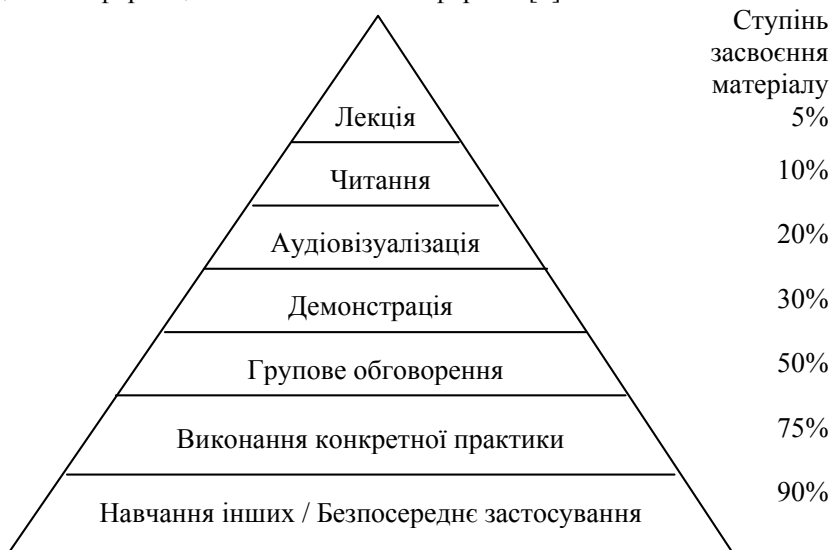 Ступінь
засвоєння
матеріалу
Лекція 5%
Читання 10%
Аудіовізуалізація 20%
Демонстрація 30%
Групове обговорення 50%
Виконання конкретної практики 75%
Навчання інших / Безпосереднє застосування 90%